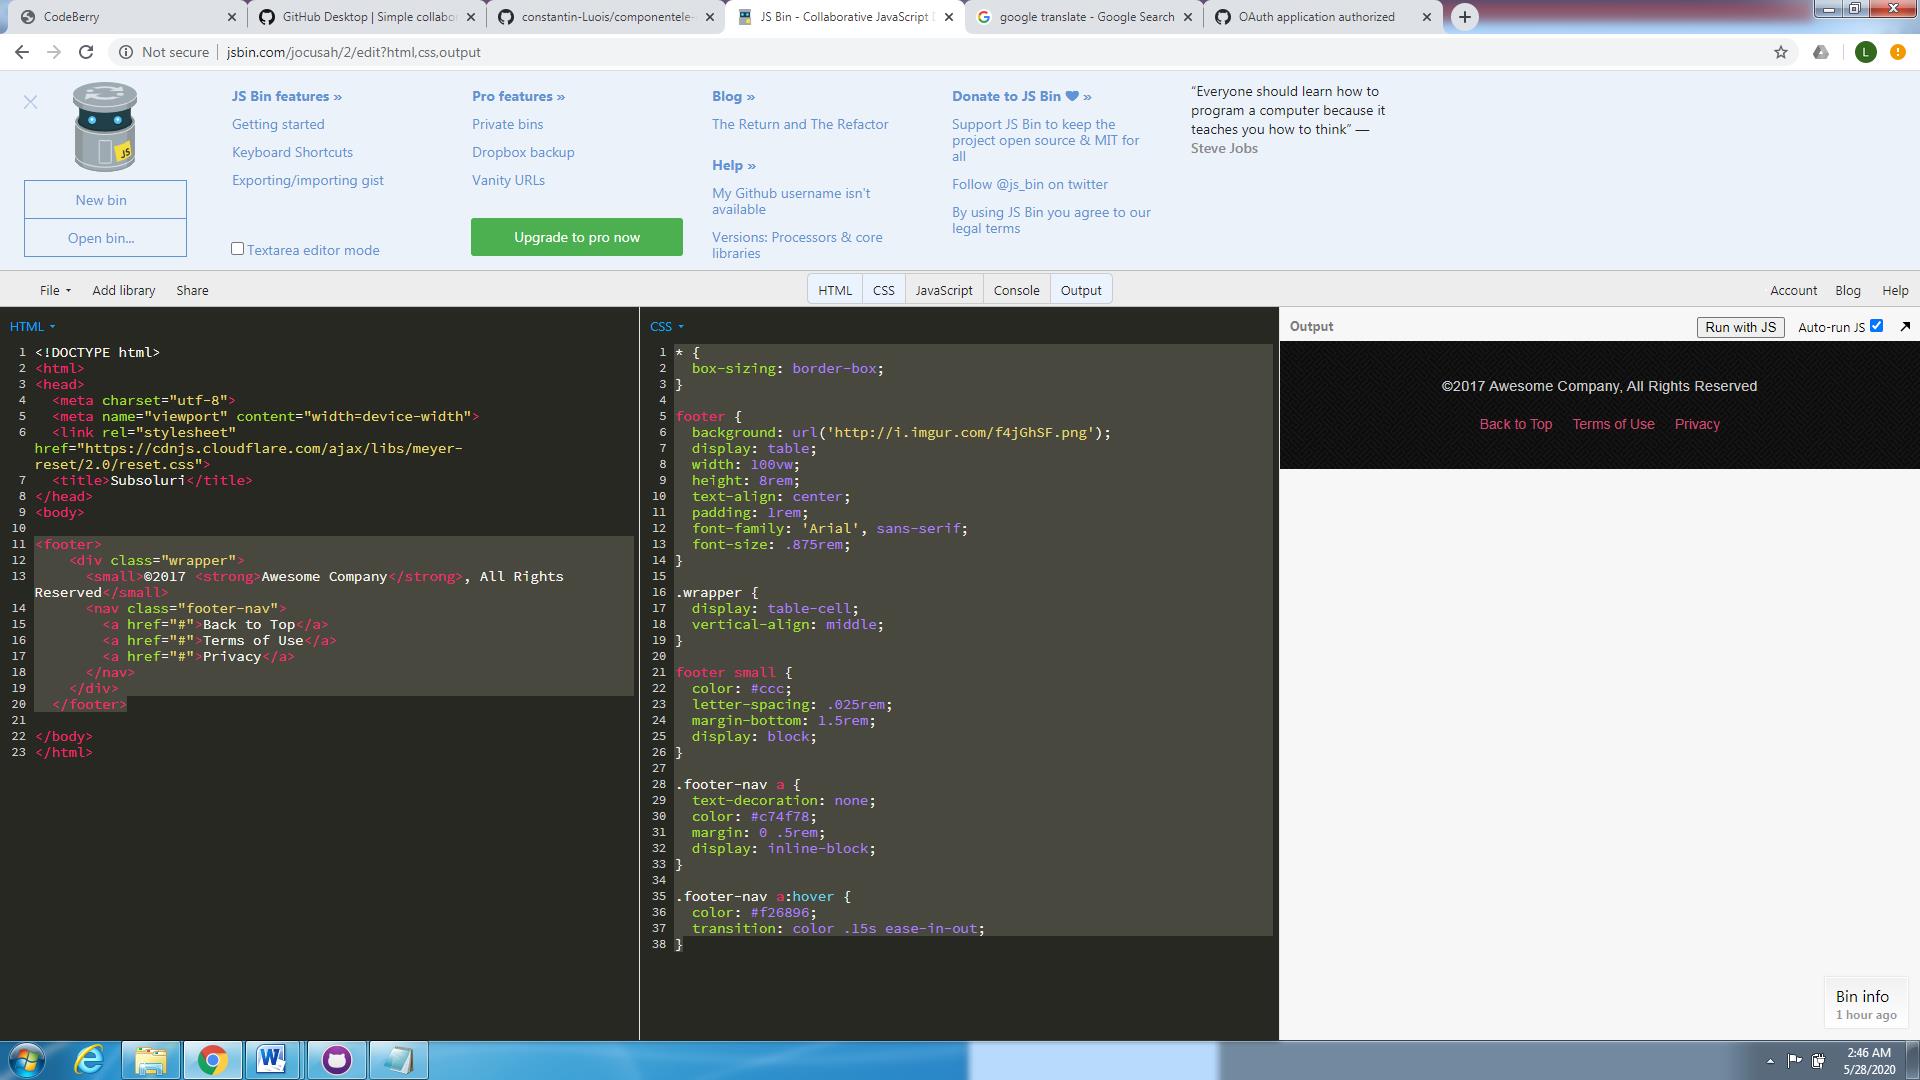 CodeBerry
GitHub Desktop | Simple collabor
constantin-Luois/componentele-
JS Bin - Collaborative JavaScript D
google translate - Google Search
OAuth application authorized
Not secure
jsbin.com/jocusah/2/edit?html,css,output
L
JS Bin features »
Getting started
Keyboard Shortcuts
Exporting/importing gist
Textarea editor mode
New bin
Open bin...
Pro features »
Private bins
Dropbox backup
Vanity URLs
Upgrade to pro now
Blog »
The Return and The Refactor
Help »
My Github username isn't
available
Versions: Processors & core
libraries
Donate to JS Bin ❤ »
Support JS Bin to keep the
project open source & MIT for
all
Follow @js_bin on twitter
By using JS Bin you agree to our
legal terms
“Everyone should learn how to
program a computer because it
teaches you how to think” —
Steve Jobs
JS
File
Add library
Share
HTML
CSS
JavaScript
Console
Output
Account
Blog
Help
HTML
1 <!DOCTYPE html>
2 <html>
3 <head>
4 <meta charset="utf-8">
5 <meta name="viewport" content="width=device-width">
6 <link rel="stylesheet"
href="https://cdnjs.cloudflare.com/ajax/libs/meyer-
reset/2.0/reset.css">
7 <title>Subsoluri</title>
8 </head>
9 <body>
10
11 <footer>
12 <div class="wrapper">
13 <small>©2017 <strong>Awesome Company</strong>, All Rights
Reserved</small>
14 <nav class="footer-nav">
15 <a href="#">Back to Top</a>
16 <a href="#">Terms of Use</a>
17 <a href="#">Privacy</a>
18 </nav>
19 </div>
20 </footer>
21
22 </body>
23 </html>
CSS
1 * {
2 box-sizing: border-box;
3 }
4
5 footer {
6 background: url('http://i.imgur.com/f4jGhSF.png');
7 display: table;
8 width: 100vw;
9 height: 8rem;
10 text-align: center;
11 padding: 1rem;
12 font-family: 'Arial', sans-serif;
13 font-size: .875rem;
14 }
15
16 .wrapper {
17 display: table-cell;
18 vertical-align: middle;
19 }
20
21 footer small {
22 color: #ccc;
23 letter-spacing: .025rem;
24 margin-bottom: 1.5rem;
25 display: block;
26 }
27
28 .footer-nav a {
29 text-decoration: none;
30 color: #c74f78;
31 margin: 0 .5rem;
32 display: inline-block;
33 }
34
35 .footer-nav a:hover {
36 color: #f26896;
37 transition: color .15s ease-in-out;
38 }
Output
Run with JS
Auto-run JS
©2017 Awesome Company, All Rights Reserved
Back to Top Terms of Use Privacy
Bin info
1 hour ago
2:46 AM
5/28/2020